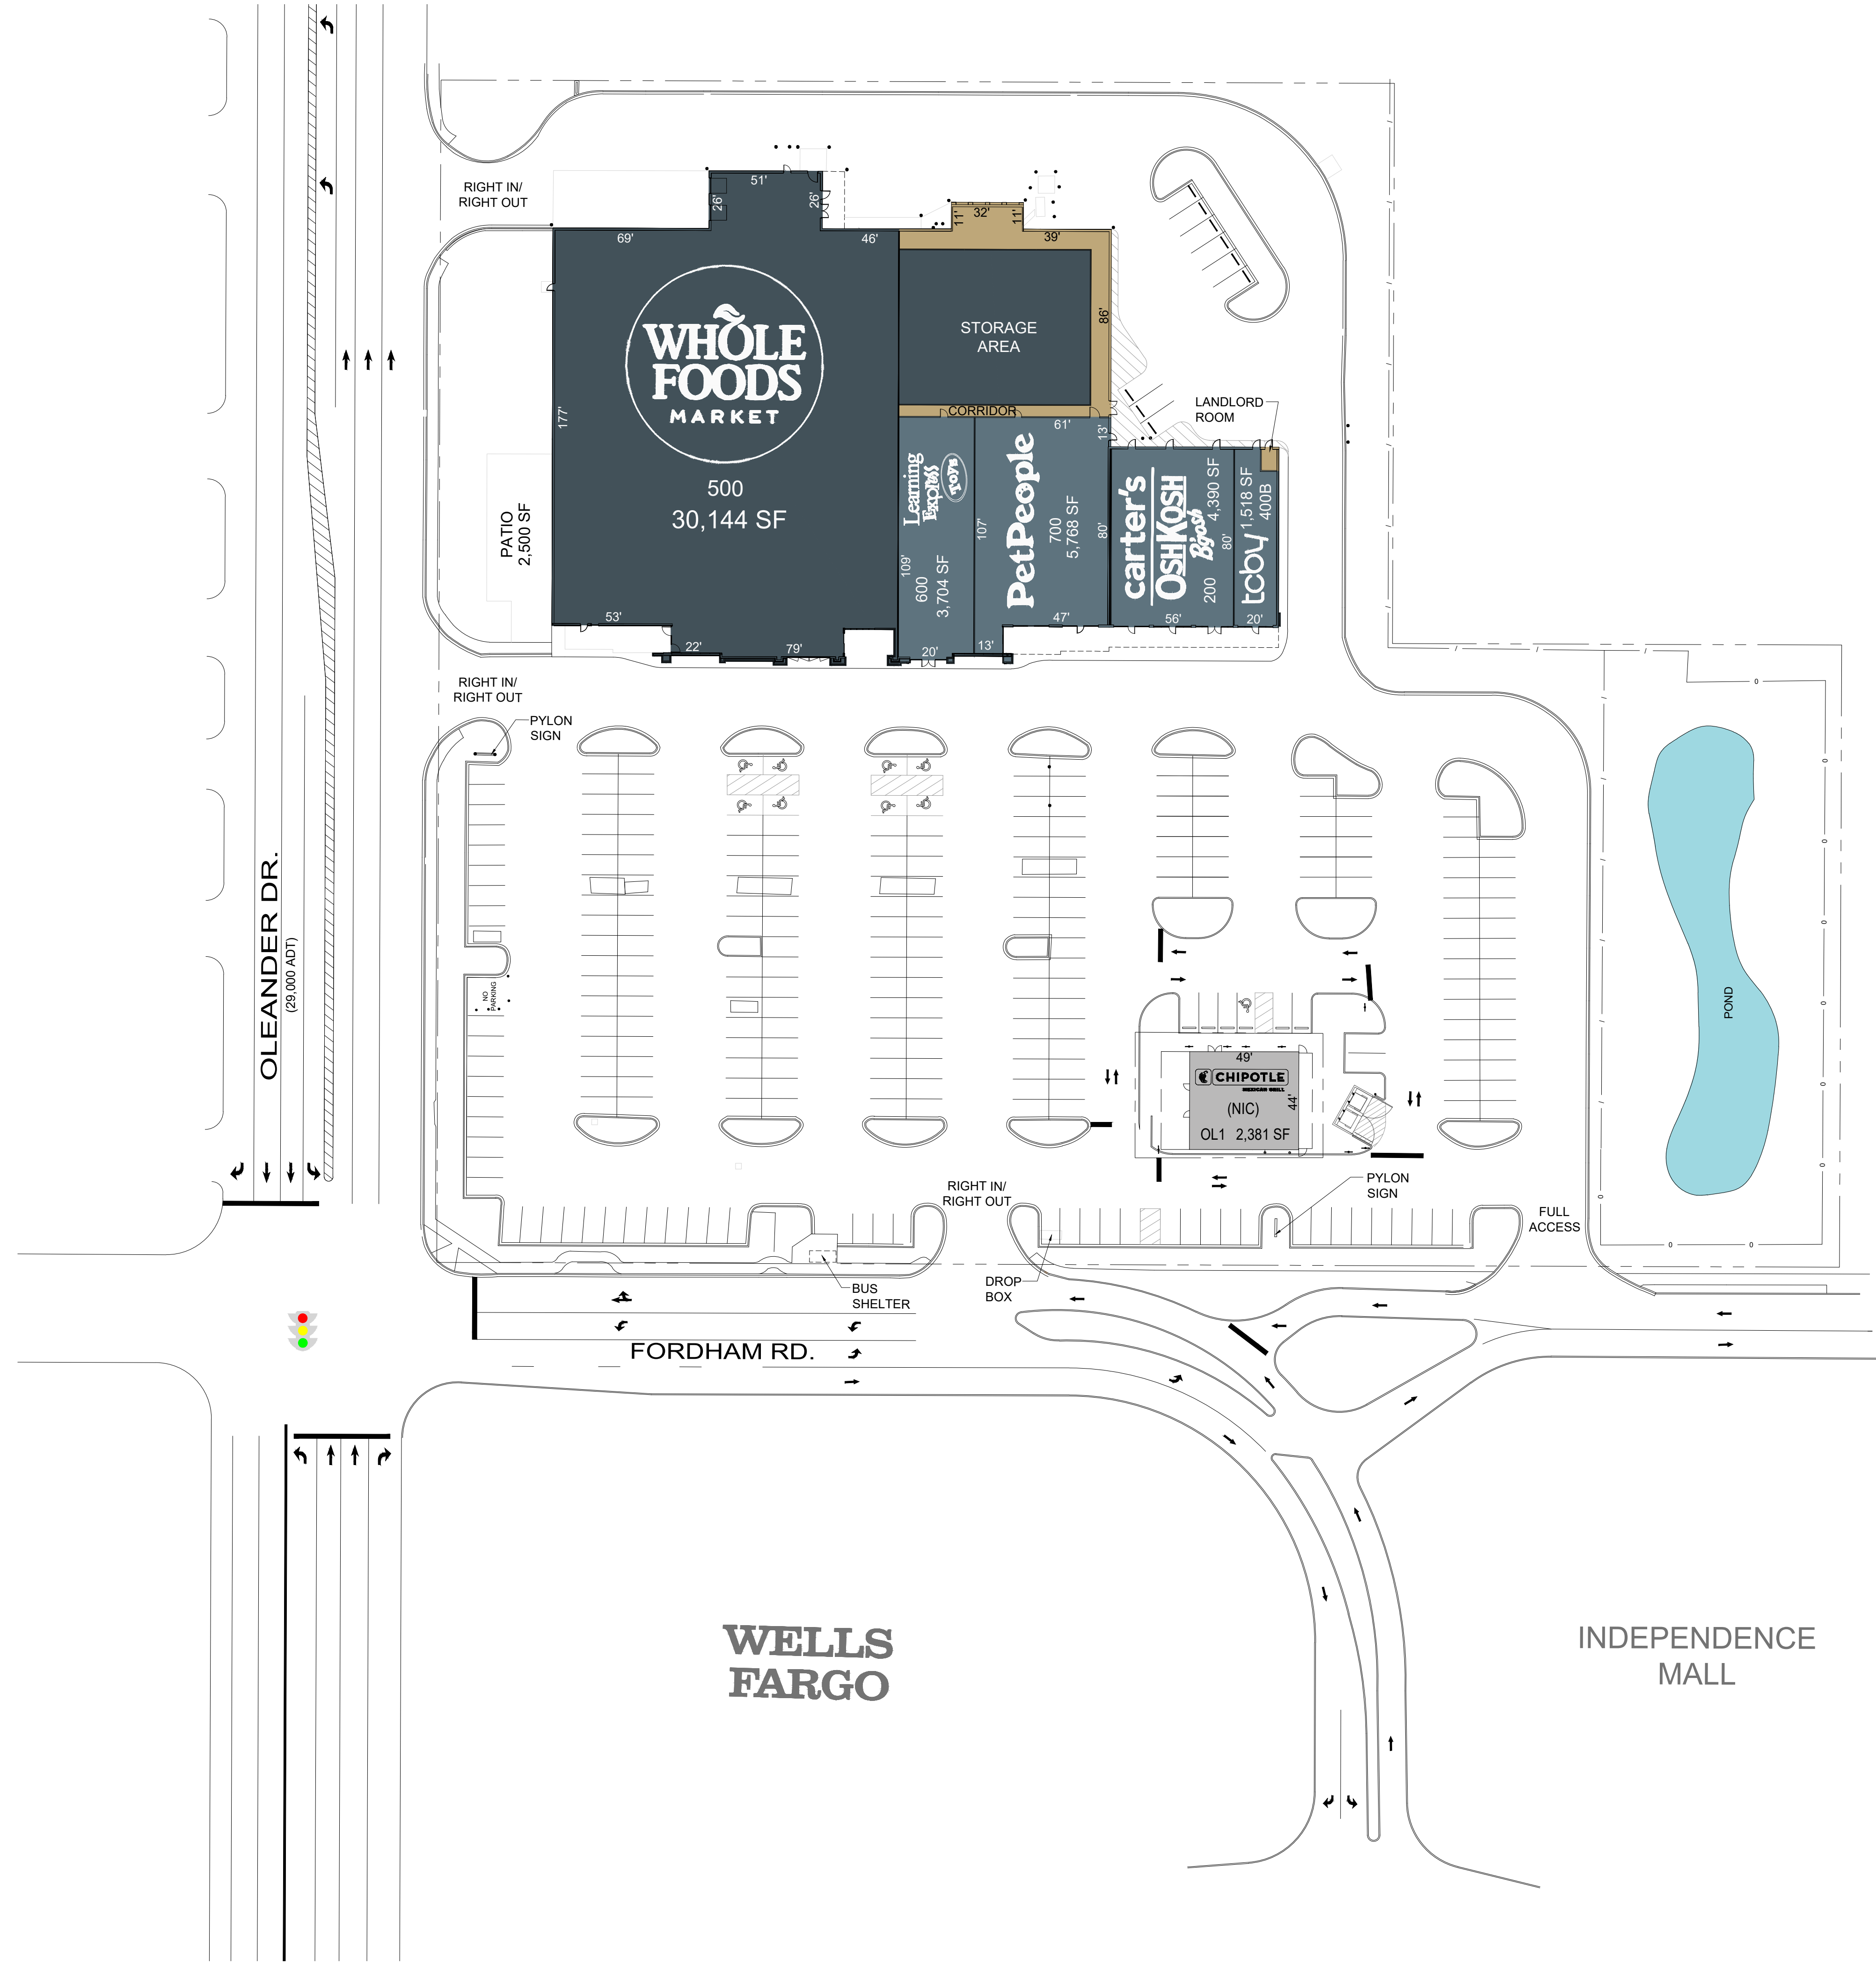 51'
RIGHT IN/
RIGHT OUT
26'
26'
11'
32'
11'
69'
46'
39'
WHOLE
FOODS
MARKET
500
30,144 SF
177'
STORAGE
AREA
86'
CORRIDOR
61'
13'
LANDLORD
ROOM
PATIO
2,500 SF
Learning
Express
Toys
109'
600
3,704 SF
PetPeople
107'
700
5,768 SF
80'
carter's
OSHKOSH
B'gosh
200
4,390 SF
80'
tcby
1,518 SF
400B
53'
22'
79'
20'
13'
47'
56'
20'
RIGHT IN/
RIGHT OUT
PYLON
SIGN
OLEANDER DR.
(29,000 ADT)
NO
PARKING
POND
49'
CHIPOTLE
MEXICAN GRILL
44'
(NIC)
OL1 2,381 SF
RIGHT IN/
RIGHT OUT
PYLON
SIGN
FULL
ACCESS
DROP
BOX
BUS
SHELTER
FORDHAM RD.
WELLS
FARGO
INDEPENDENCE
MALL